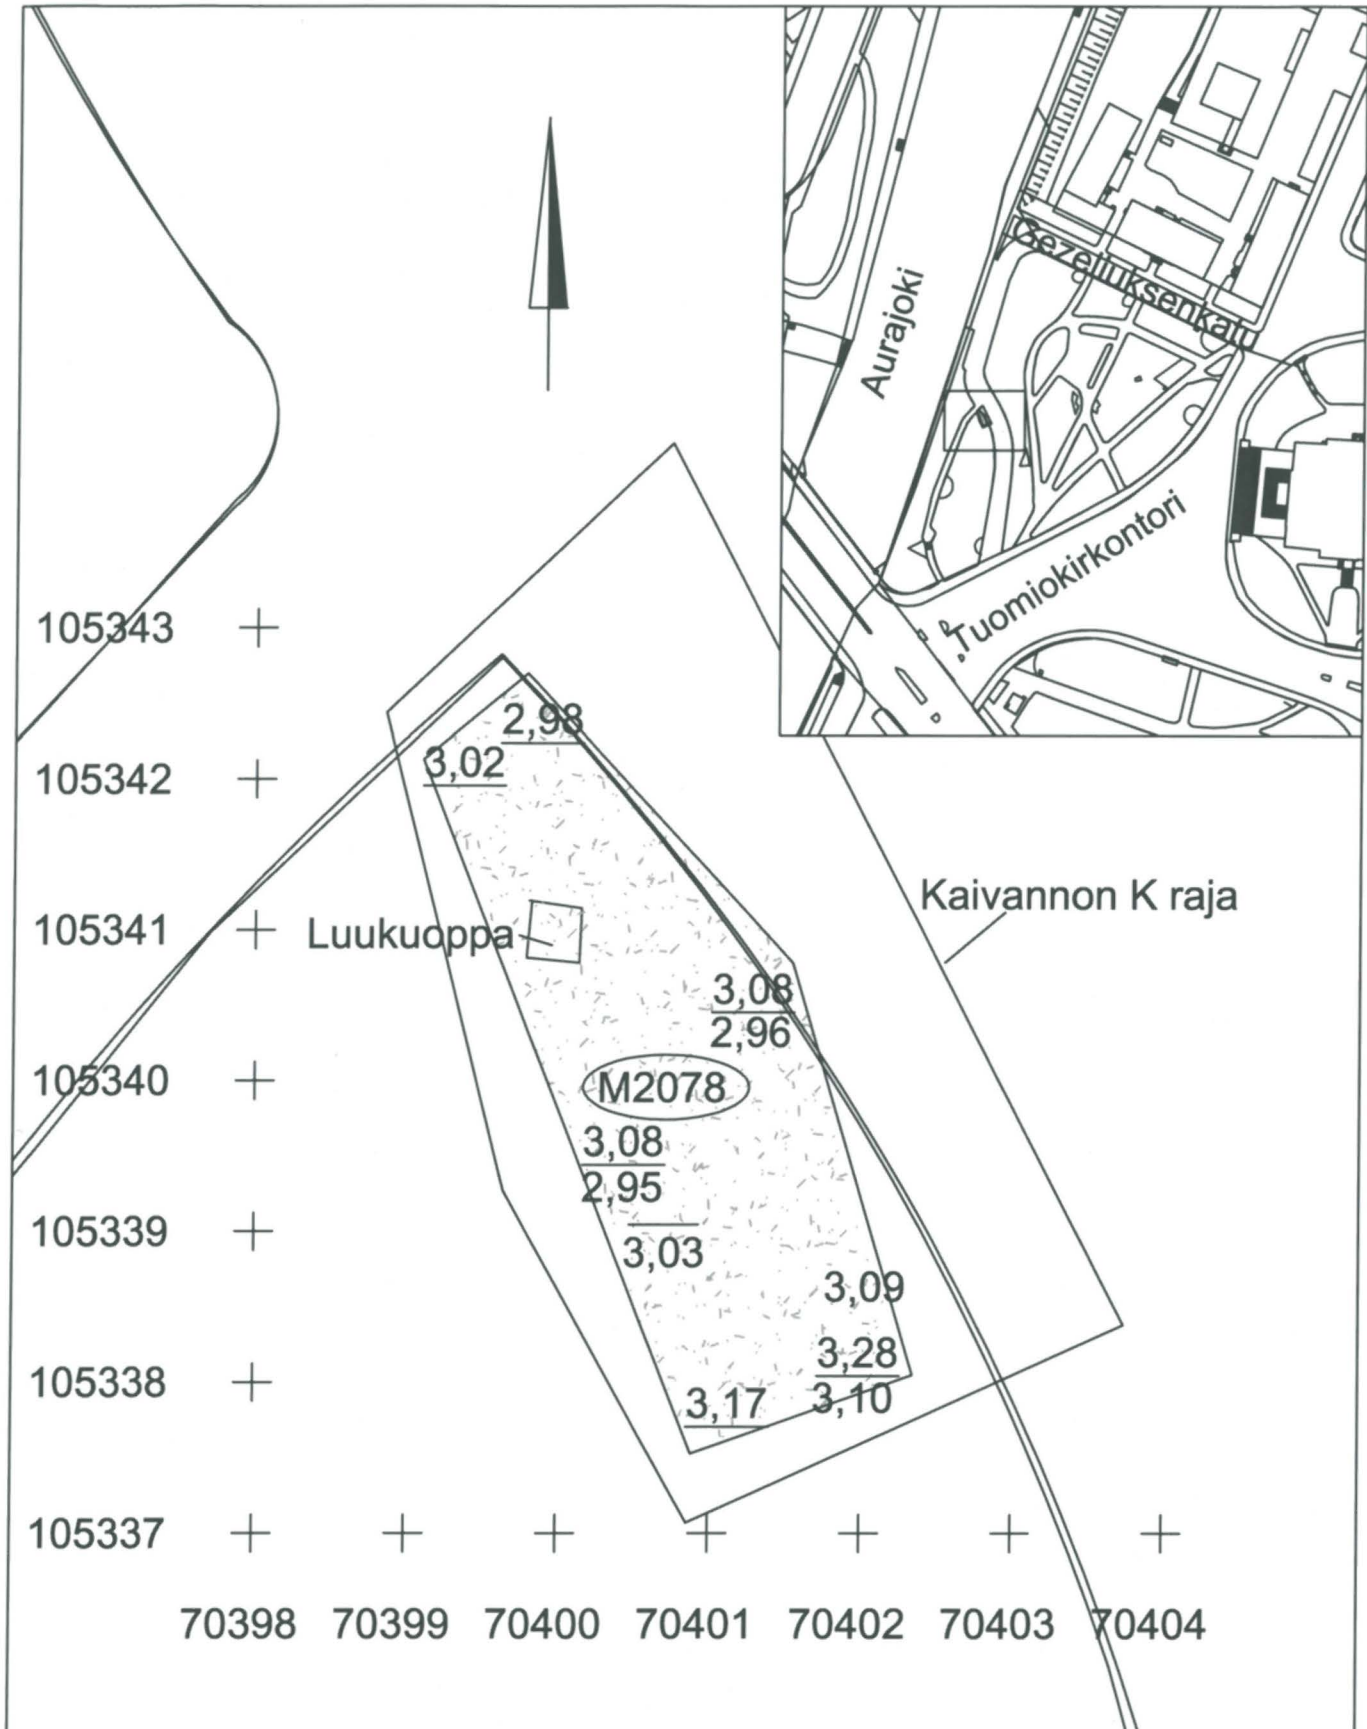 Gezeliuksenkatu
Aurajoki
Tuomiokirkontori
105343
2,98
3,02
105342
Kaivannon K raja
105341
Luukuoppa
3,08
2,96
105340
M2078
3,08
2,95
105339
3,03
3,09
3,28
105338
3,10
3,17
105337
70398 70399 70400 70401 70402 70403 70404